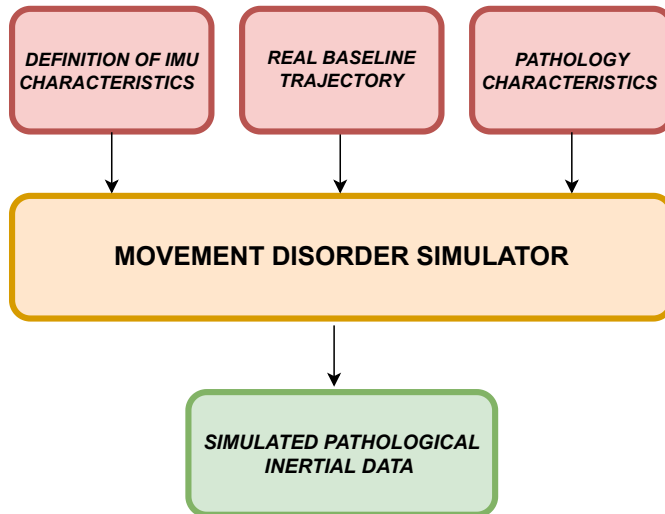 DEFINITION OF IMU
CHARACTERISTICS
REAL BASELINE
TRAJECTORY
PATHOLOGY
CHARACTERISTICS
MOVEMENT DISORDER SIMULATOR
SIMULATED PATHOLOGICAL
INERTIAL DATA